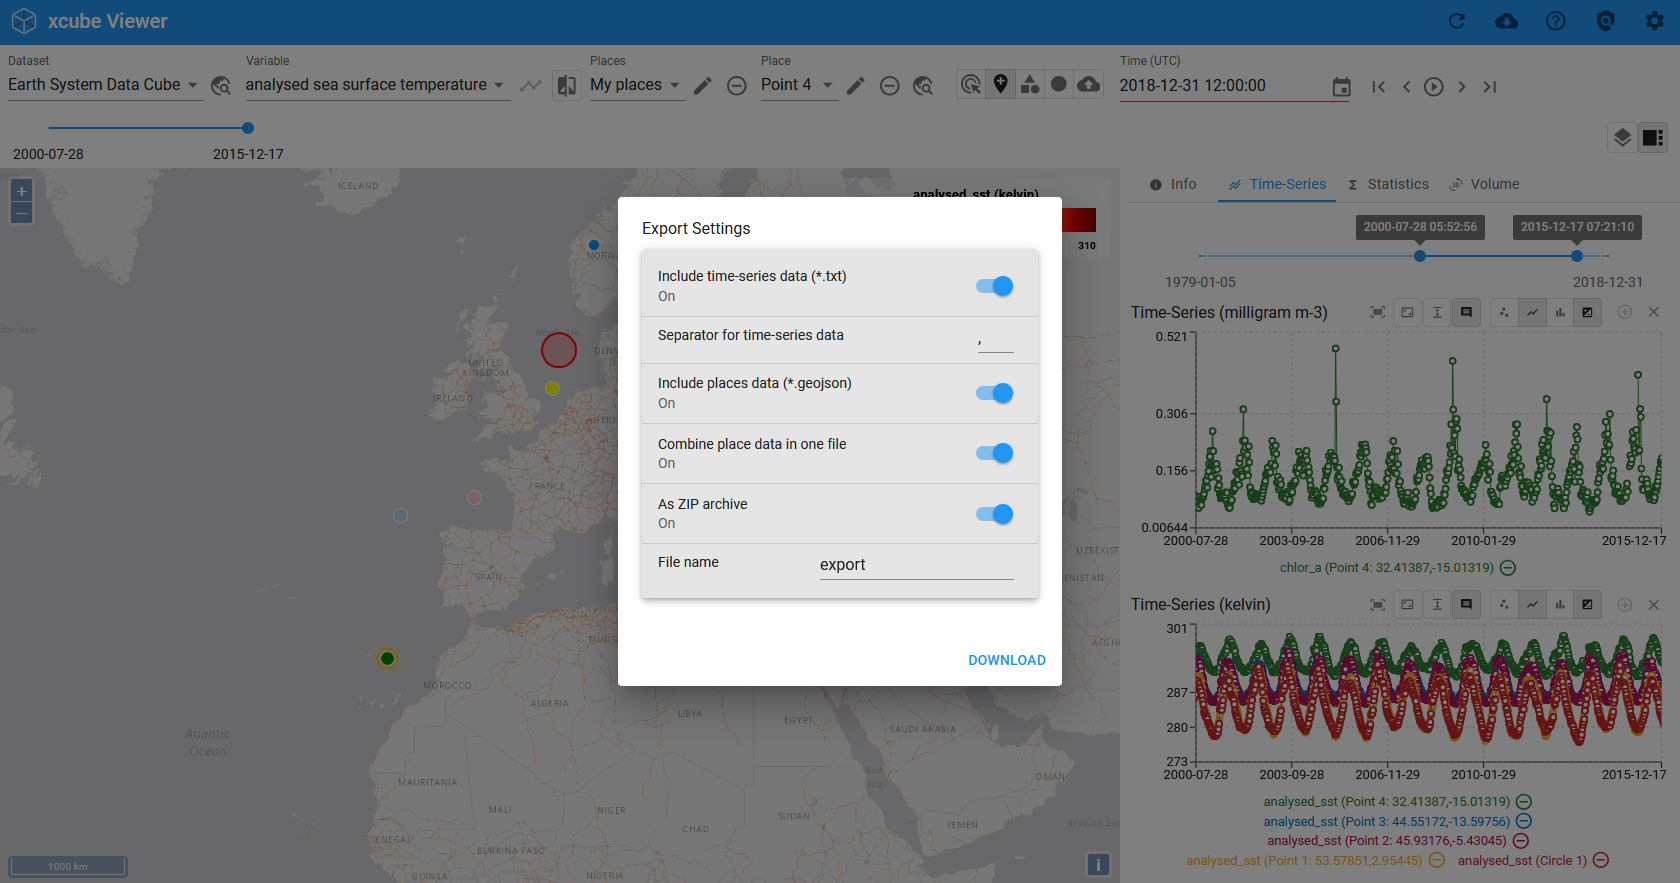 xcube Viewer
Dataset
Earth System Data Cube
Variable
analysed sea surface temperature
Places
My places
Place
Point 4
Time (UTC)
2018-12-31 12:00:00
2000-07-28
2015-12-17
Info
Time-Series
Statistics
Volume
analysed_sst (kelvin)
310
Export Settings
Include time-series data (*.txt)
On
Separator for time-series data
,
Include places data (*.geojson)
On
Combine place data in one file
On
As ZIP archive
On
File name
export
DOWNLOAD
+
–
ICELAND
NORW
North Sea
DENM
UNITED
KINGDOM
IRELAND
GERM
FRANCE
SPAIN
TUNIS
MOROCCO
ALGERIA
LIBYA
EGYPT
SAUDI ARABIA
UZBEKIST
ENISTAN
AFGHA
OMAN
Atlantic
Ocean
Red
Sea
MAURITANIA
MALI
NIGER
CHAD
SUDAN
YEMEN
Arabian Sea
SENEGAL
BURKINA FASO
GUINEA
NIGERIA
dor Sea
1000 km
i
2000-07-28 05:52:56
2015-12-17 07:21:10
1979-01-05
2018-12-31
Time-Series (milligram m-3)
0.521
0.306
0.156
0.00644
2000-07-28
2003-09-28
2006-11-29
2010-01-29
2015-12-17
chlor_a (Point 4: 32.41387,-15.01319)
Time-Series (kelvin)
301
287
280
273
2000-07-28
2003-09-28
2006-11-29
2010-01-29
2015-12-17
analysed_sst (Point 4: 32.41387,-15.01319)
analysed_sst (Point 3: 44.55172,-13.59756)
analysed_sst (Point 2: 45.93176,-5.43045)
analysed_sst (Point 1: 53.57851,2.95445)
analysed_sst (Circle 1)